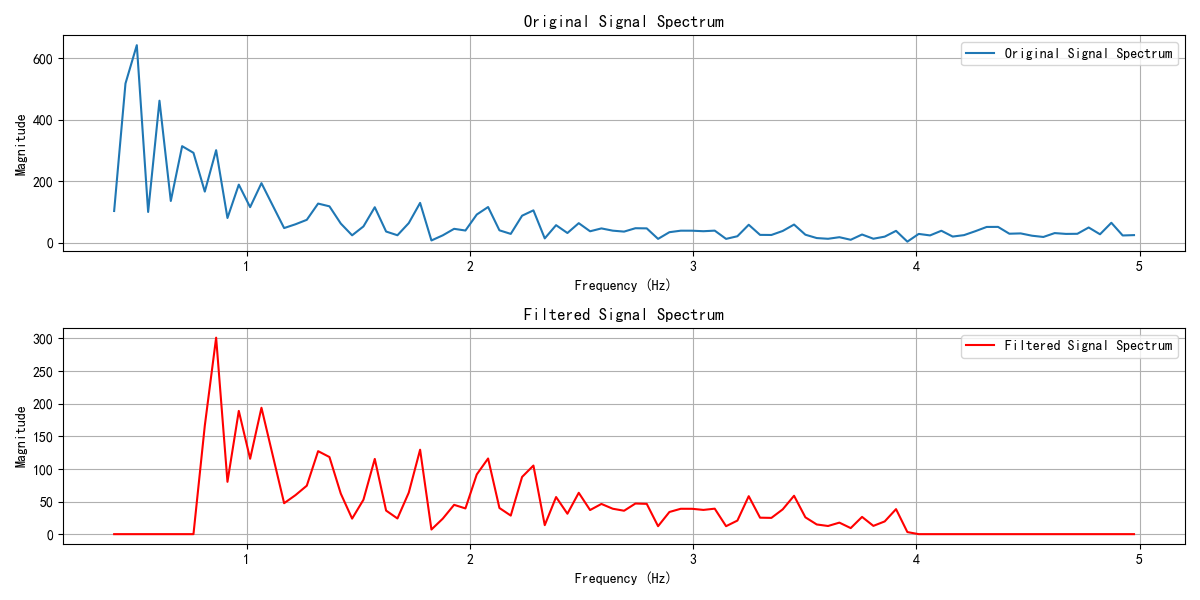 Original Signal Spectrum
Original Signal Spectrum
Magnitude
600
400
200
0
1 2 3 4 5
Frequency (Hz)
Filtered Signal Spectrum
Filtered Signal Spectrum
Magnitude
300
250
200
150
100
50
0
1 2 3 4 5
Frequency (Hz)